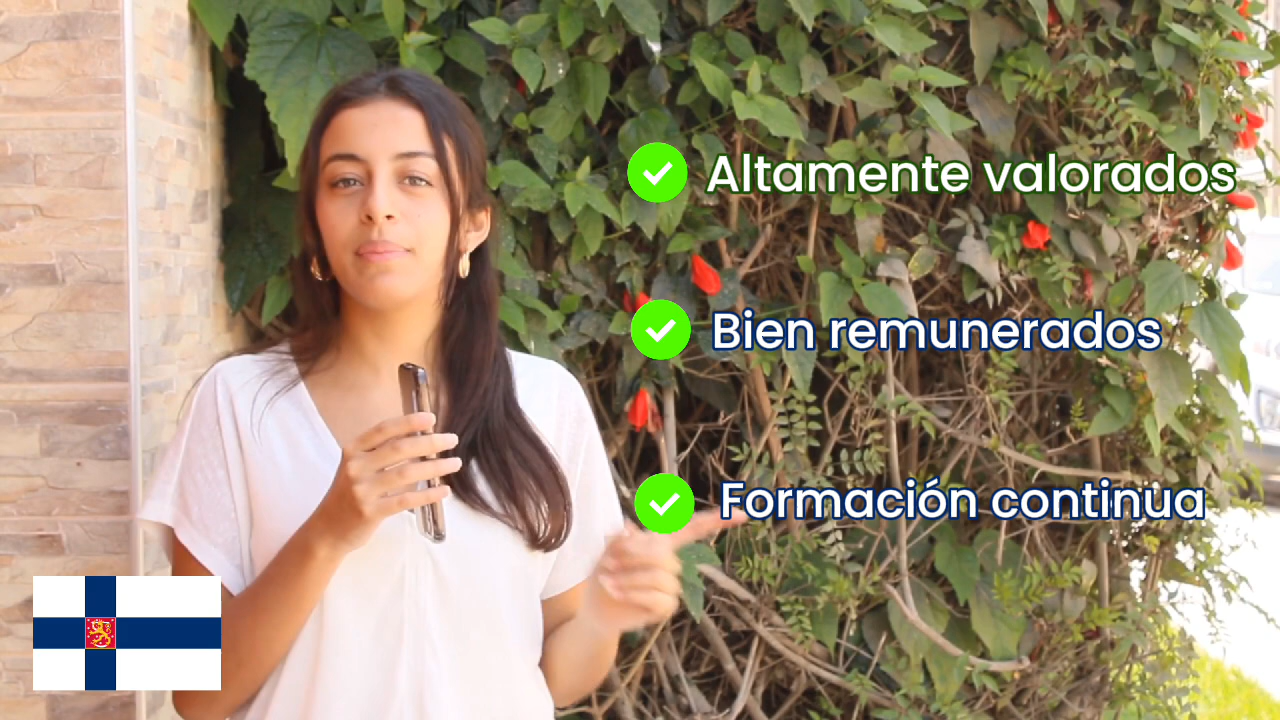 Altamente valorados
Bien remunerados
Formación continua